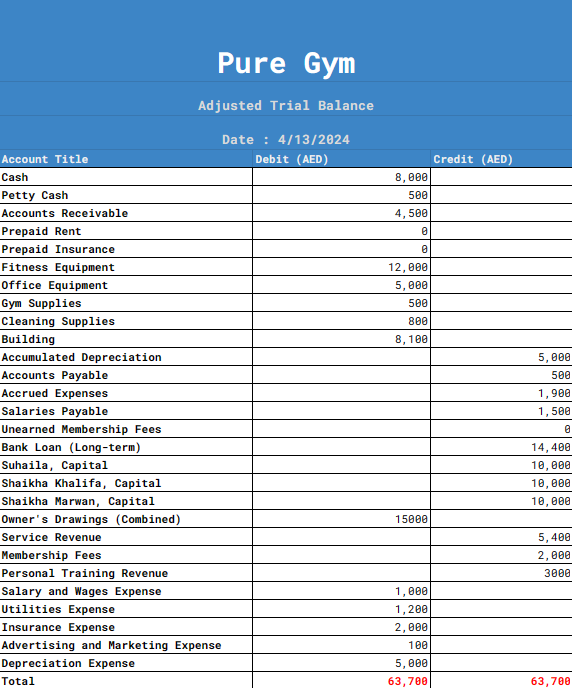 Pure Gym
Adjusted Trial Balance
Date : 4/13/2024
Account Title Debit (AED) Credit (AED)
Cash 8,000
Petty Cash 500
Accounts Receivable 4,500
Prepaid Rent 0
Prepaid Insurance 0
Fitness Equipment 12,000
Office Equipment 5,000
Gym Supplies 500
Cleaning Supplies 800
Building 8,100
Accumulated Depreciation 5,000
Accounts Payable 500
Accrued Expenses 1,900
Salaries Payable 1,500
Unearned Membership Fees 0
Bank Loan (Long-term) 14,400
Suhaila, Capital 10,000
Shaikha Khalifa, Capital 10,000
Shaikha Marwan, Capital 10,000
Owner's Drawings (Combined) 15000
Service Revenue 5,400
Membership Fees 2,000
Personal Training Revenue 3000
Salary and Wages Expense 1,000
Utilities Expense 1,200
Insurance Expense 2,000
Advertising and Marketing Expense 100
Depreciation Expense 5,000
Total 63,700 63,700